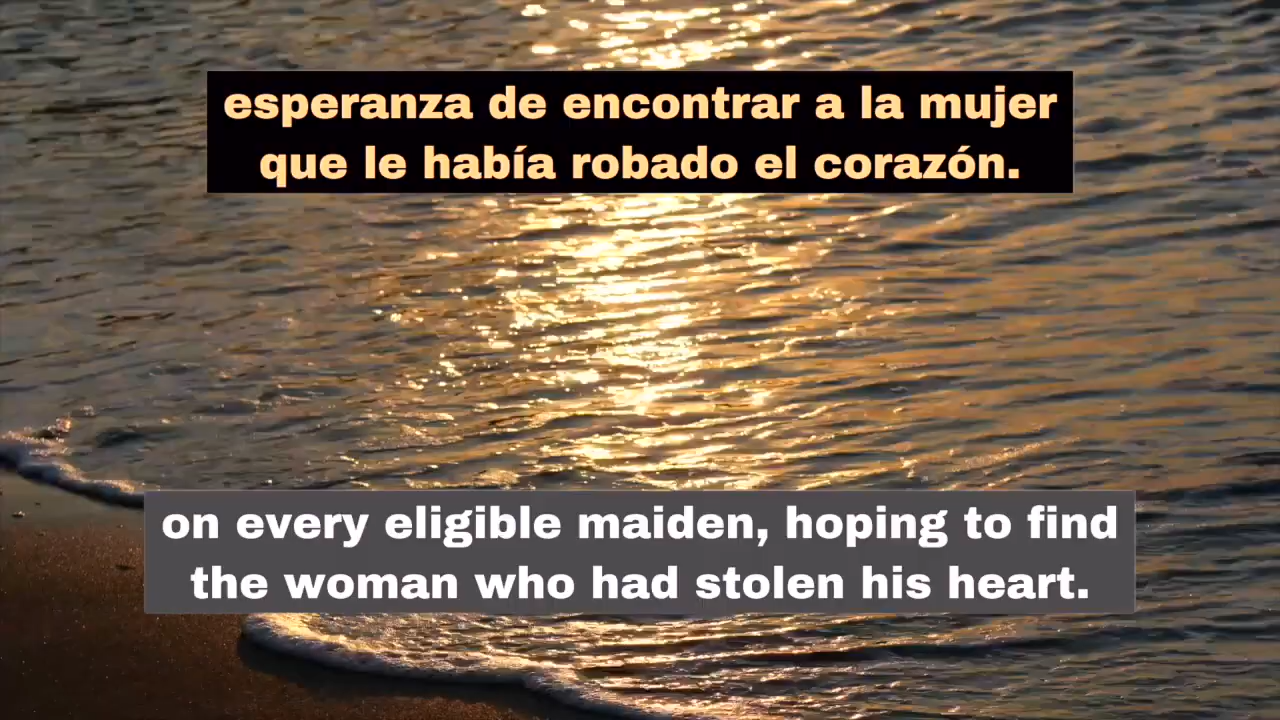 esperanza de encontrar a la mujer
que le había robado el corazón.
on every eligible maiden, hoping to find
the woman who had stolen his heart.